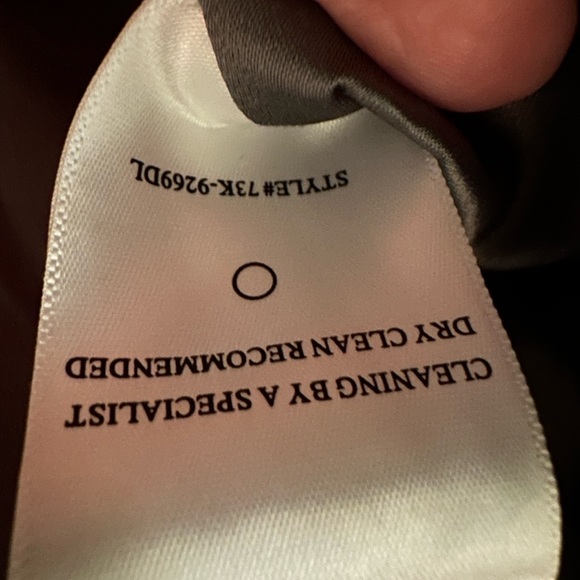 CLEANING BY A SPECIALIST
DRY CLEAN RECOMMENDED
STYLE#73K-9269DL